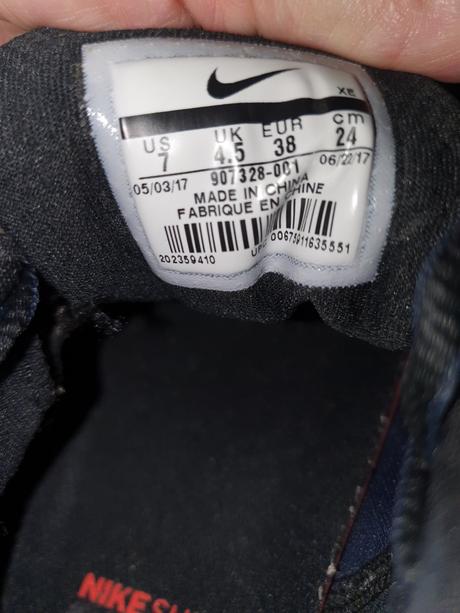 XE
US UK EUR cm
7 4.5 38 24
05/03/17 907328-001 06/22/17
MADE IN CHINA
FABRIQUE EN CHINE
202359410 00675911635551
NIKE